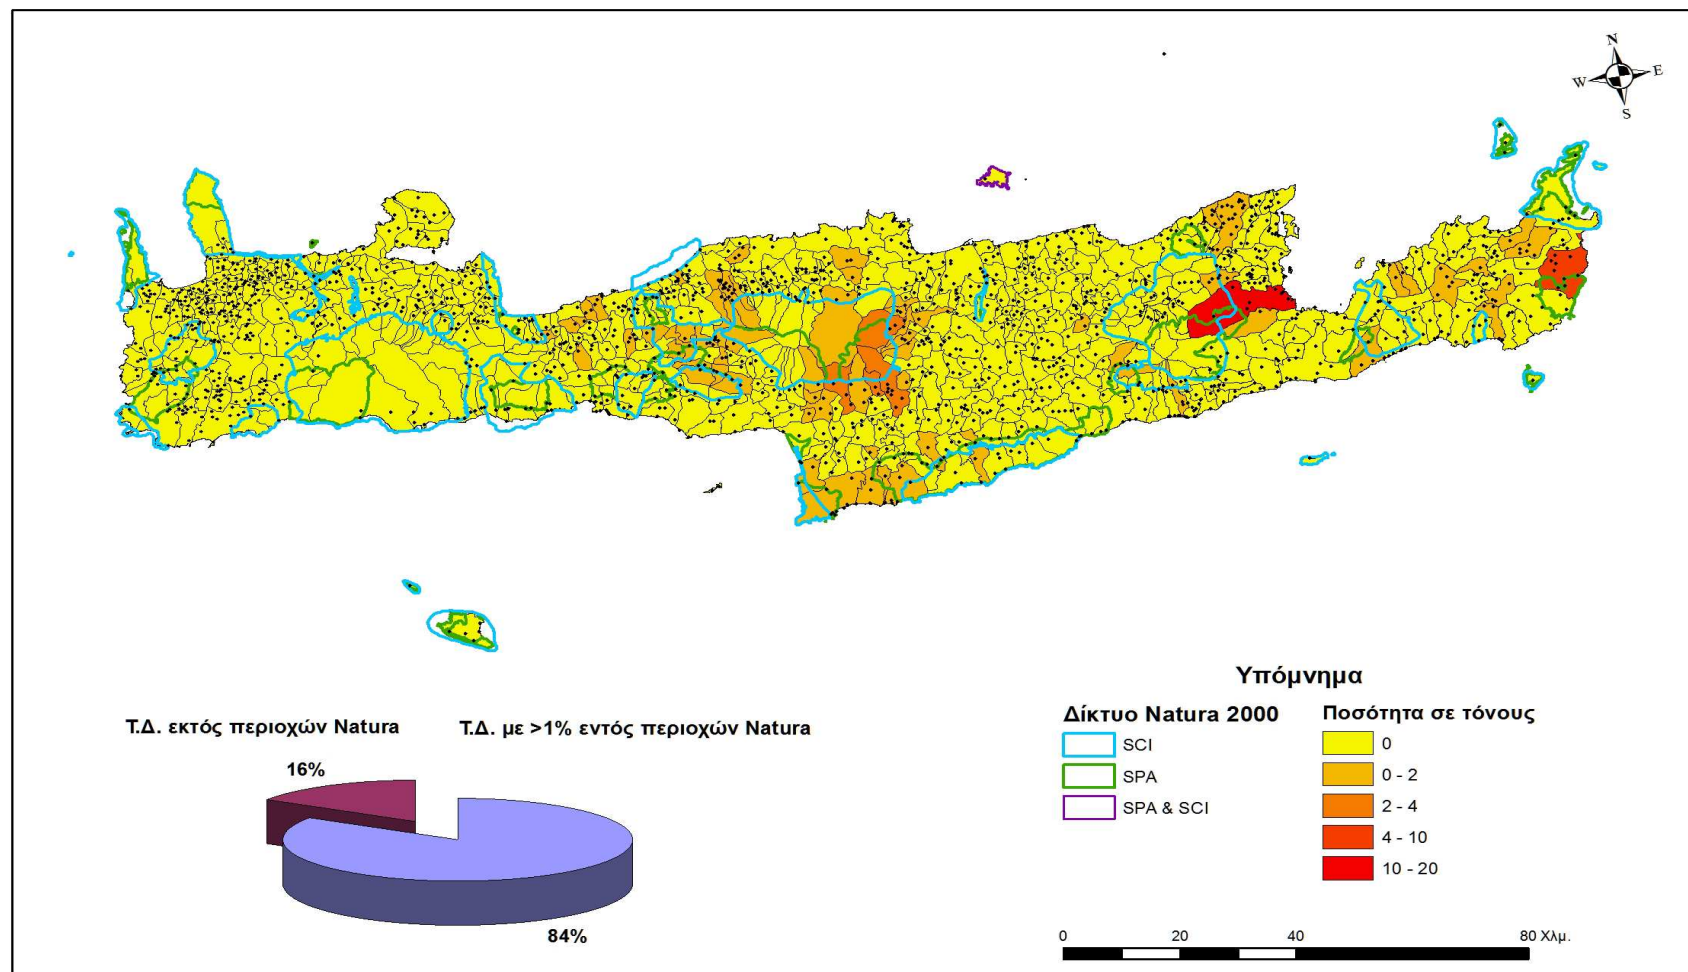 N
W E
S
Υπόμνημα
Δίκτυο Natura 2000
SCI
SPA
SPA & SCI
Ποσότητα σε τόνους
0
0 - 2
2 - 4
4 - 10
10 - 20
Τ.Δ. εκτός περιοχών Natura
Τ.Δ. με >1% εντός περιοχών Natura
16%
84%
0 20 40 80 Χλμ.